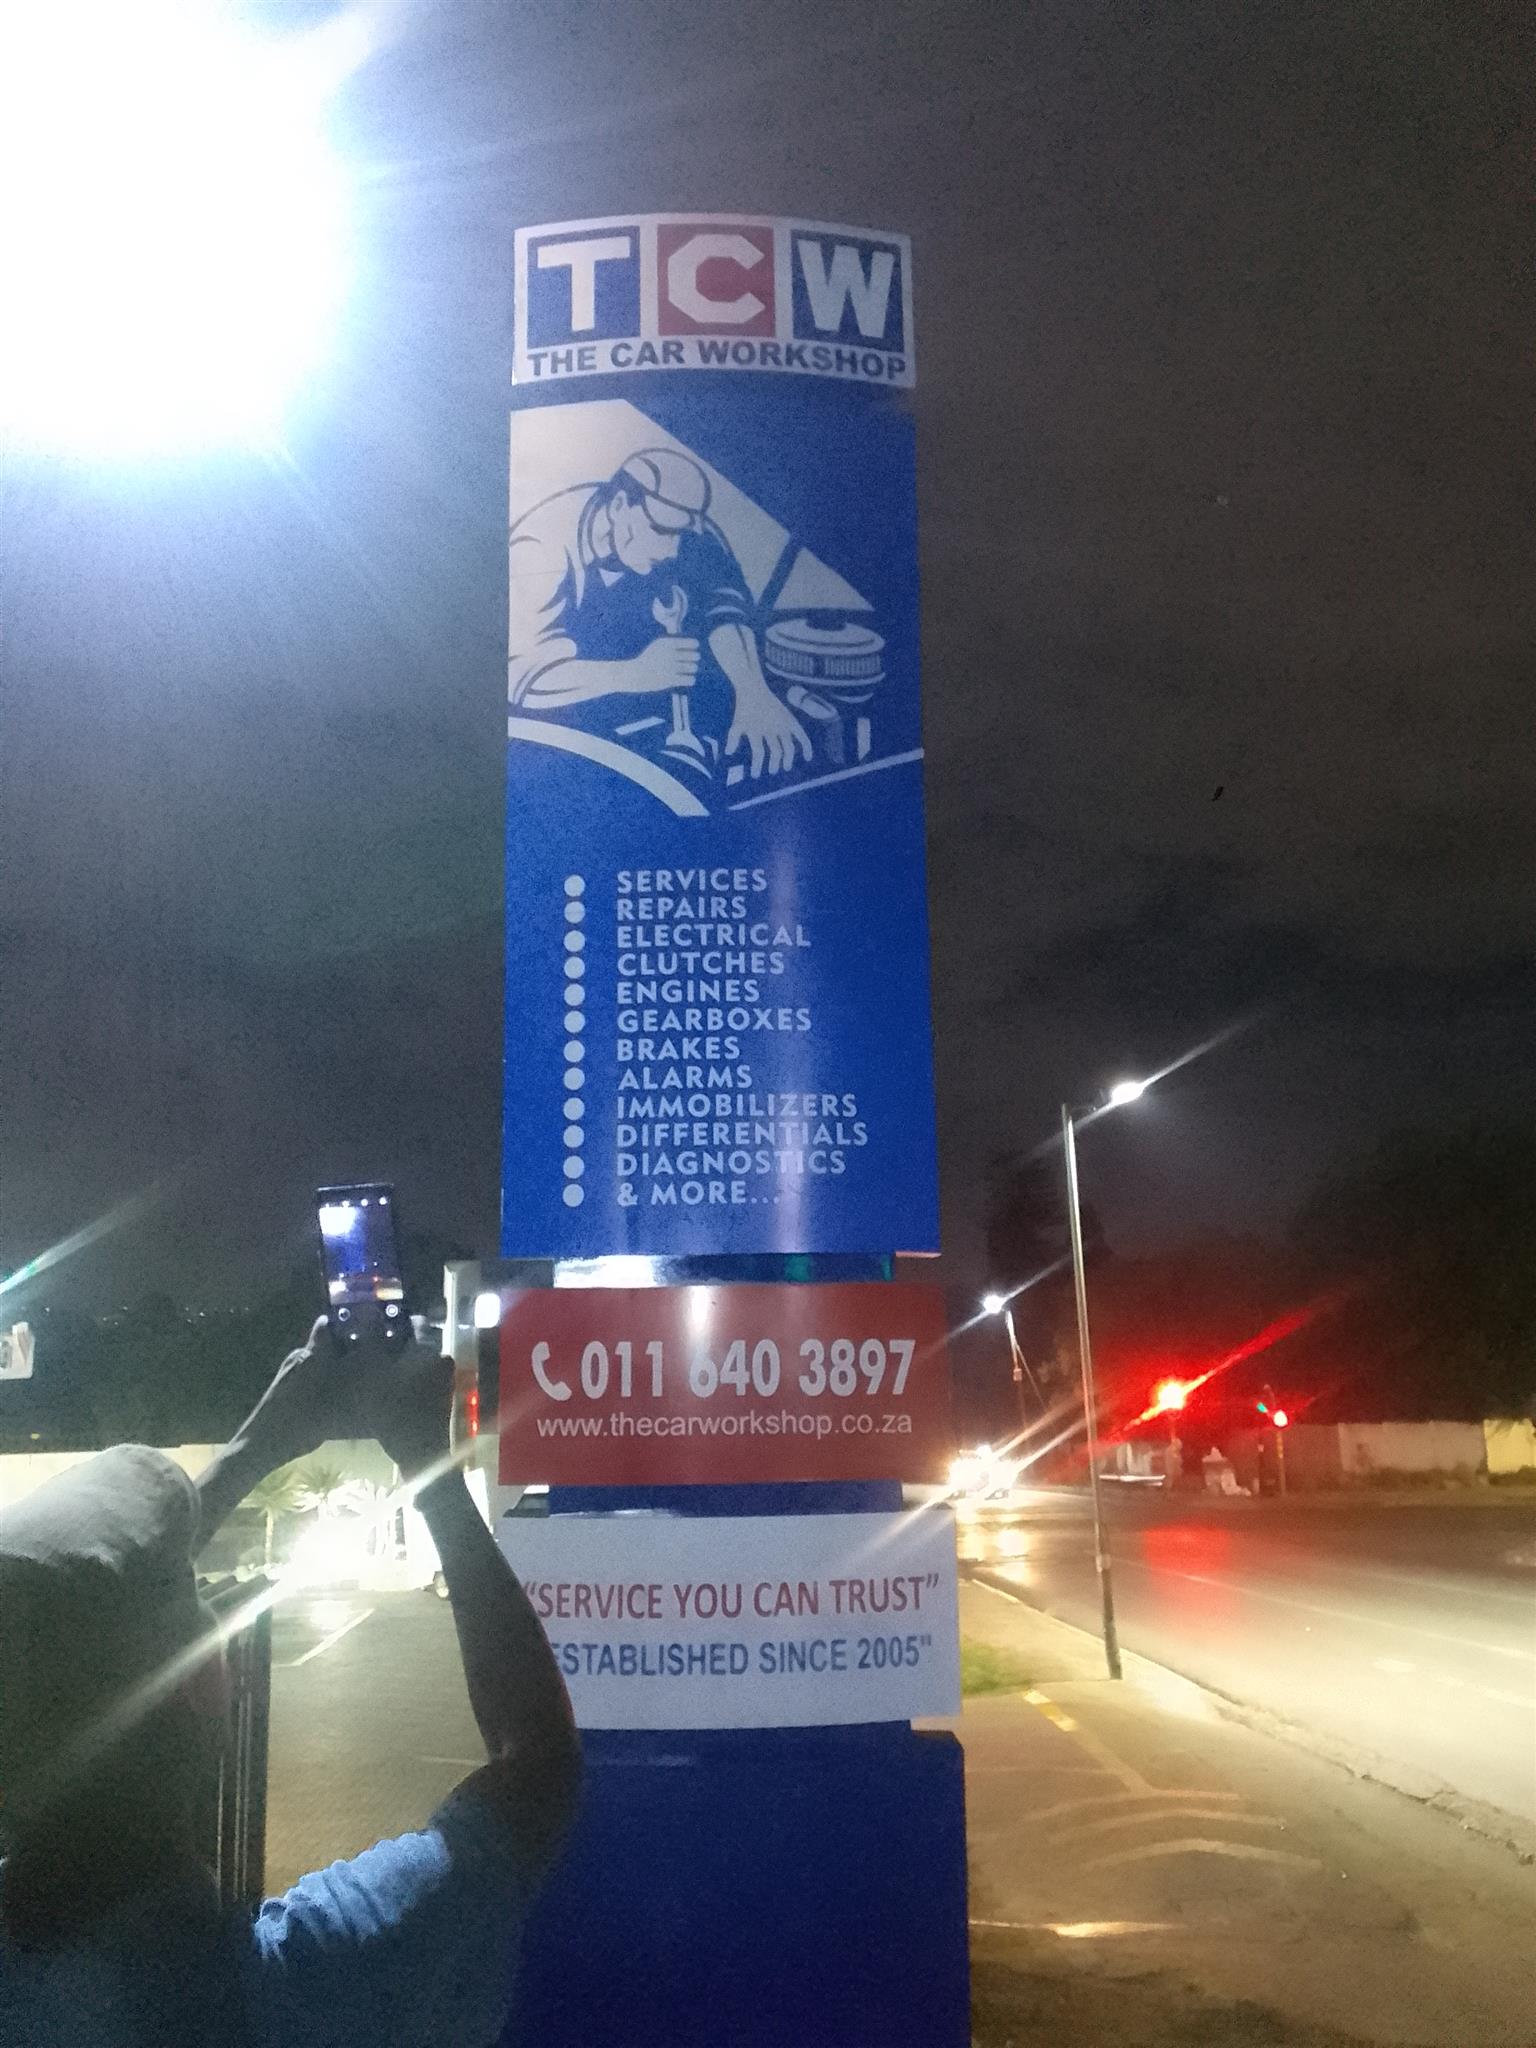 TCW
THE CAR WORKSHOP
SERVICES
REPAIRS
ELECTRICAL
CLUTCHES
ENGINES
GEARBOXES
BRAKES
ALARMS
IMMOBILIZERS
DIFFERENTIALS
DIAGNOSTICS
& MORE...
011 640 3897
www.thecarworkshop.co.za
“SERVICE YOU CAN TRUST”
ESTABLISHED SINCE 2005"